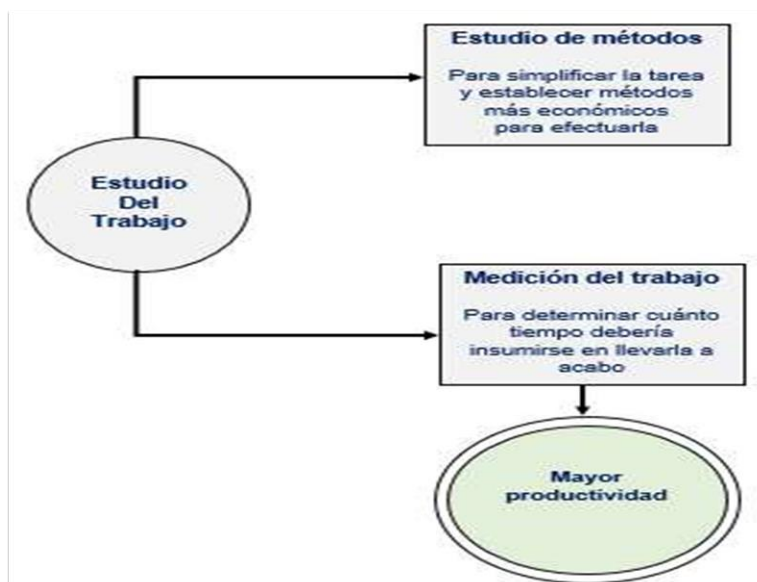 Estudio de métodos
Para simplificar la tarea
y establecer métodos
más económicos
para efectuarla
Estudio
Del
Trabajo
Medición del trabajo
Para determinar cuánto
tiempo debería
insumirse en llevarla a
acabo
Mayor
productividad